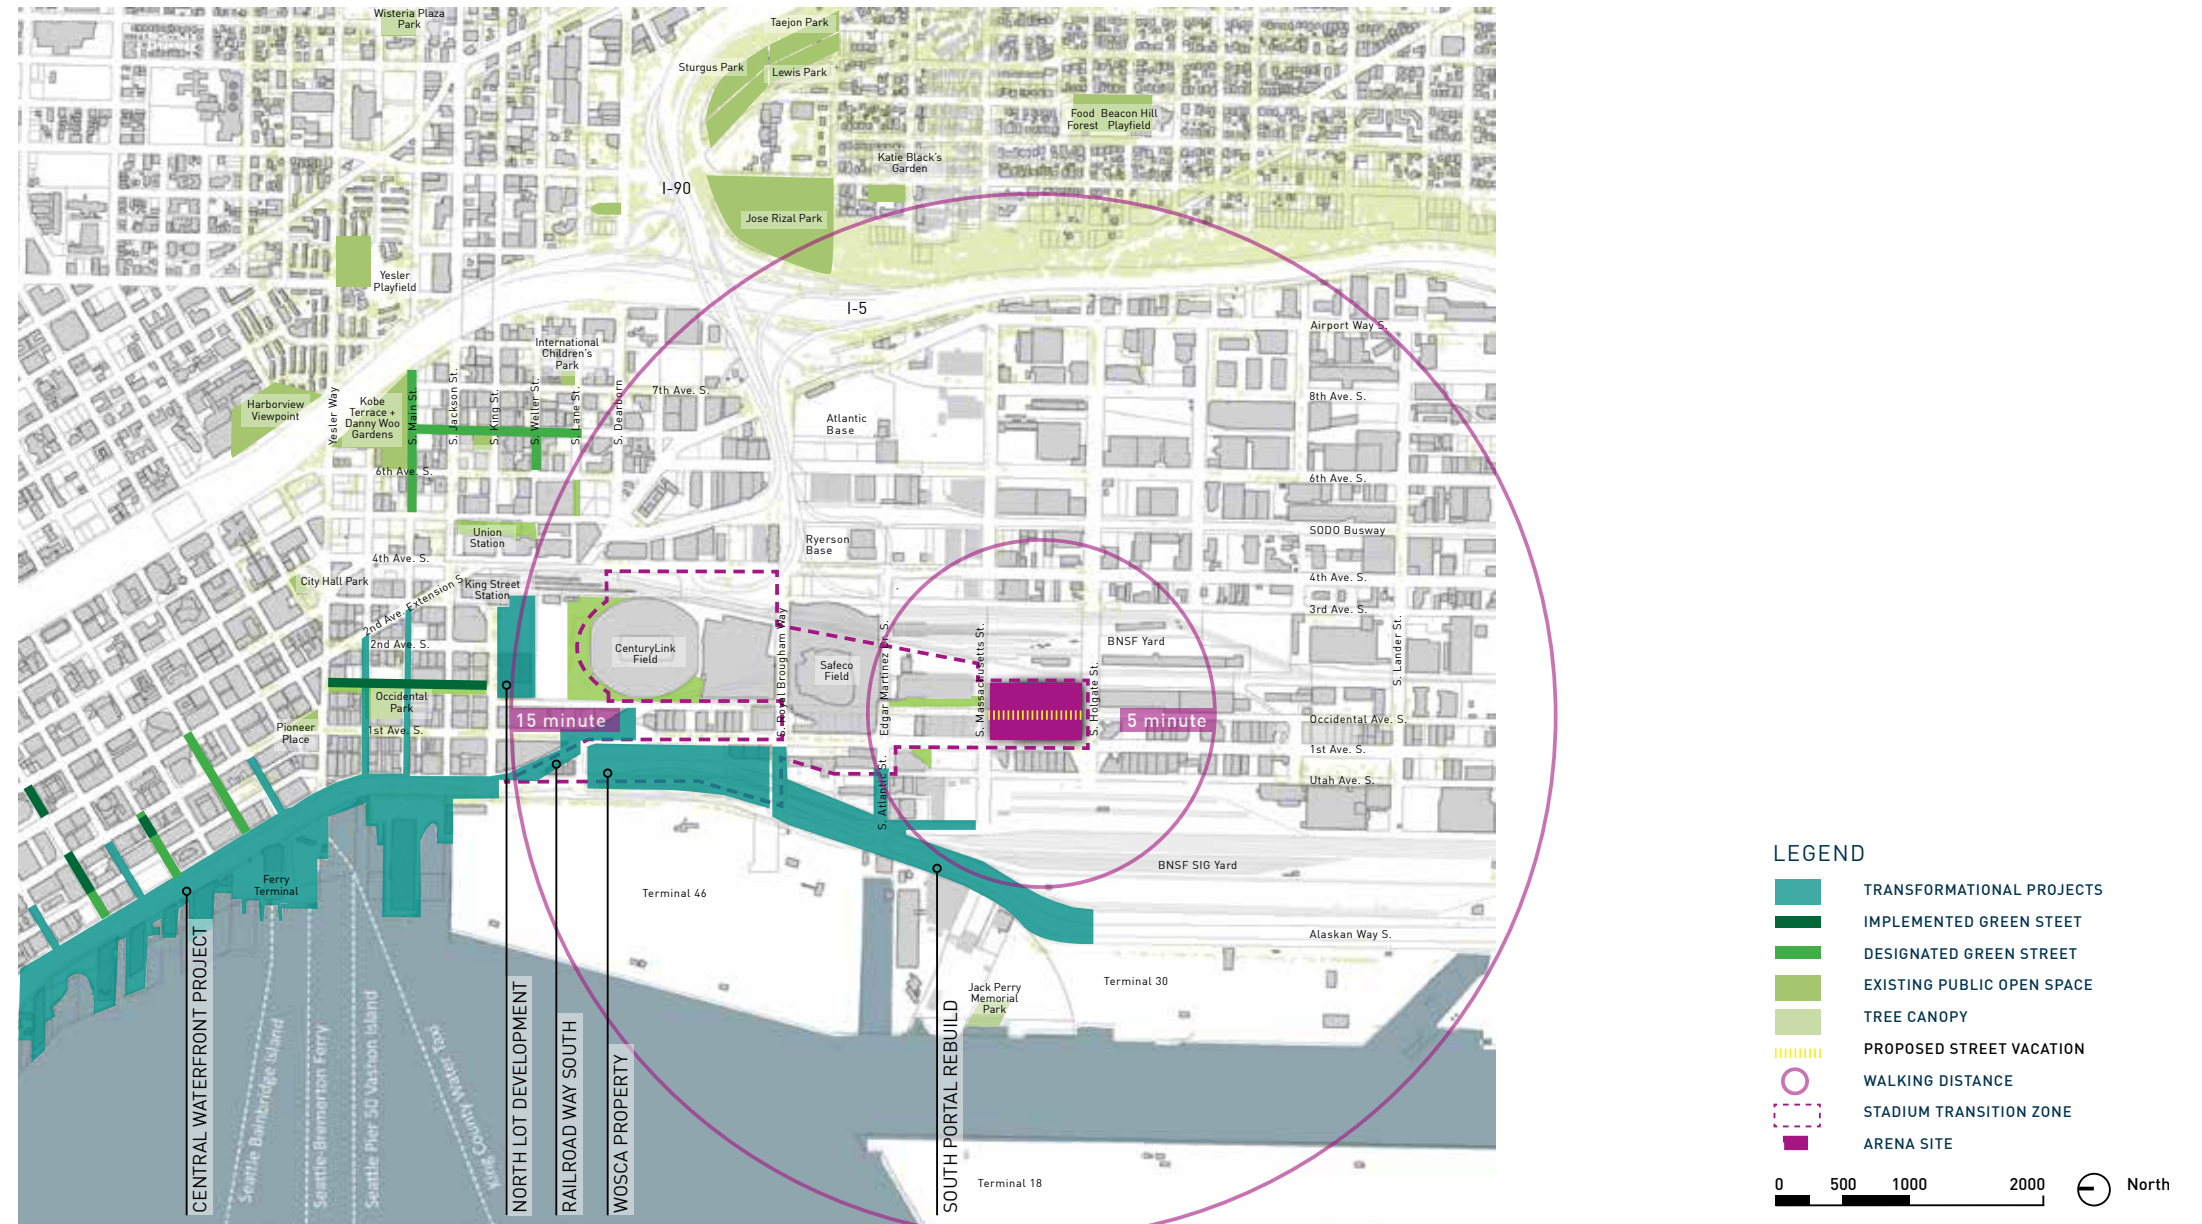 Wisteria Plaza
Park
Taejon Park
Sturgus Park
Lewis Park
Food Beacon Hill
Forest Playfield
Katie Black's
Garden
I-90
Jose Rizal Park
Yesler
Playfield
I-5
Airport Way S.
International
Children's
Park
7th Ave. S.
8th Ave. S.
Harborview
Viewpoint
Yesler Way
Kobe
Terrace +
Danny Woo
Gardens
S. Main St.
S. Jackson St.
S. King St.
S. Weller St.
S. Lane St.
S. Dearborn
Atlantic
Base
6th Ave. S.
6th Ave. S.
Union
Station
SODO Busway
Ryerson
Base
4th Ave. S.
4th Ave. S.
City Hall Park
2nd Ave. Extension S.
King Street
Station
3rd Ave. S.
2nd Ave. S.
CenturyLink
Field
S. Royal Brougham Way
Safeco
Field
Edgar Martinez Dr. S.
S. Massachusetts St.
S. Holgate St.
BNSF Yard
S. Lander St.
Occidental
Park
Pioneer
Place
1st Ave. S.
15 minute
5 minute
Occidental Ave. S.
1st Ave. S.
Utah Ave. S.
S. Atlantic St.
BNSF SIG Yard
Ferry
Terminal
Terminal 46
Alaskan Way S.
Terminal 30
Jack Perry
Memorial
Park
Terminal 18
CENTRAL WATERFRONT PROJECT
NORTH LOT DEVELOPMENT
RAILROAD WAY SOUTH
WOSCA PROPERTY
SOUTH PORTAL REBUILD
Seattle Bainbridge Island
Seattle-Bremerton Ferry
Seattle Pier 50 Vashon Island
King County Water Taxi
LEGEND
TRANSFORMATIONAL PROJECTS
IMPLEMENTED GREEN STEET
DESIGNATED GREEN STREET
EXISTING PUBLIC OPEN SPACE
TREE CANOPY
PROPOSED STREET VACATION
WALKING DISTANCE
STADIUM TRANSITION ZONE
ARENA SITE
0 500 1000 2000
North